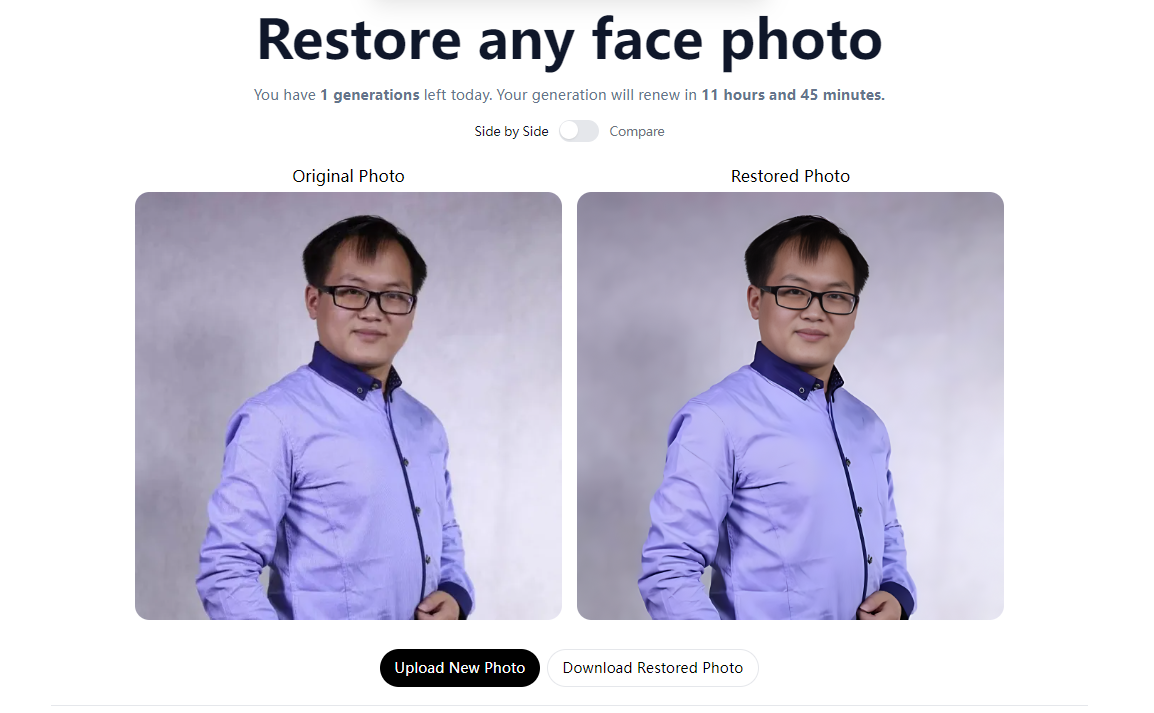 Restore any face photo
You have 1 generations left today. Your generation will renew in 11 hours and 45 minutes.
Side by Side Compare
Original Photo Restored Photo
Upload New Photo Download Restored Photo